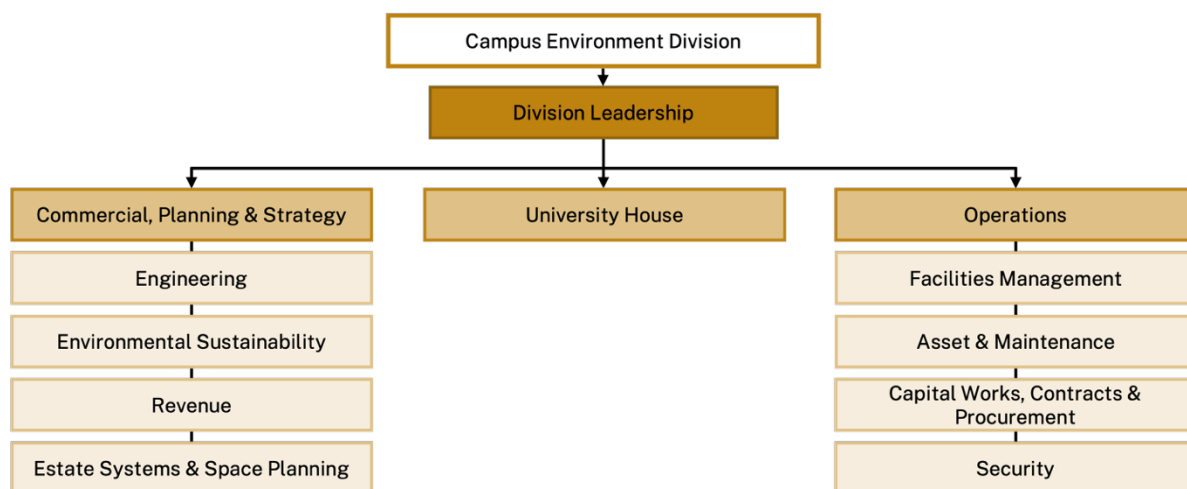 Campus Environment Division
Division Leadership
Commercial, Planning & Strategy
Engineering
Environmental Sustainability
Revenue
Estate Systems & Space Planning
University House
Operations
Facilities Management
Asset & Maintenance
Capital Works, Contracts &
Procurement
Security